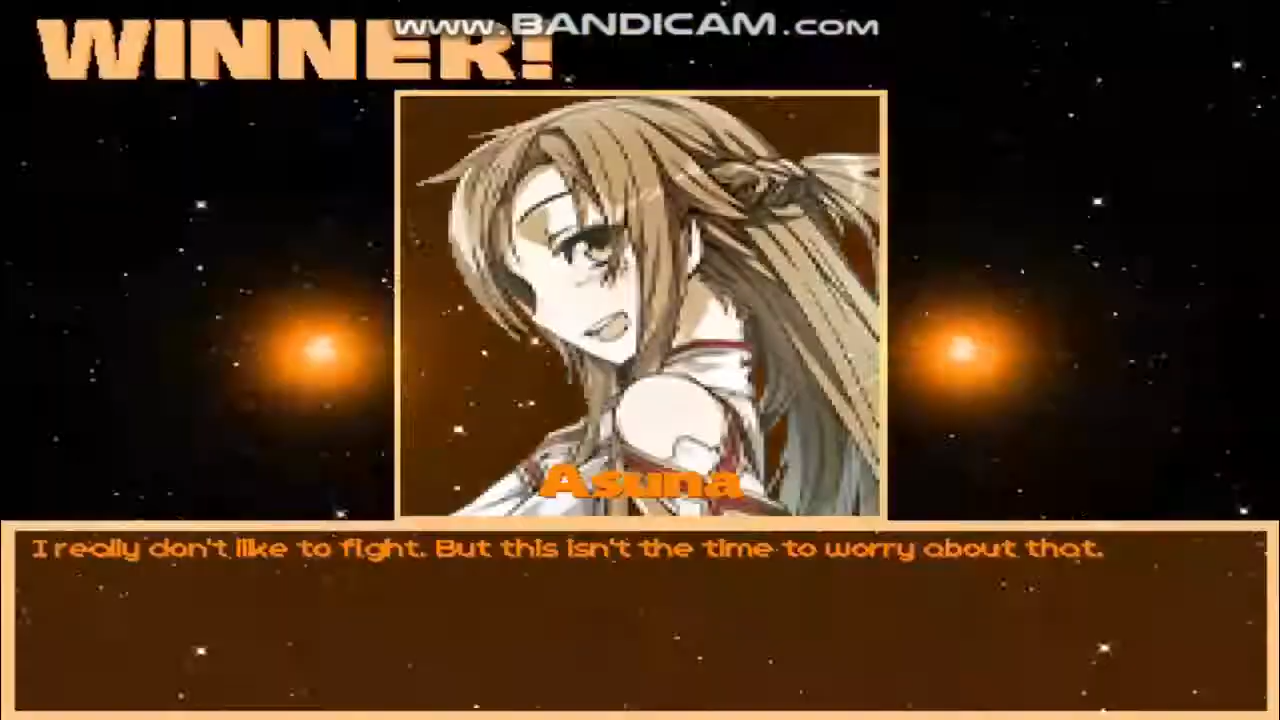 www.BANDICAM.com
WINNER!
Asuna
I really don't like to fight. But this isn't the time to worry about that.